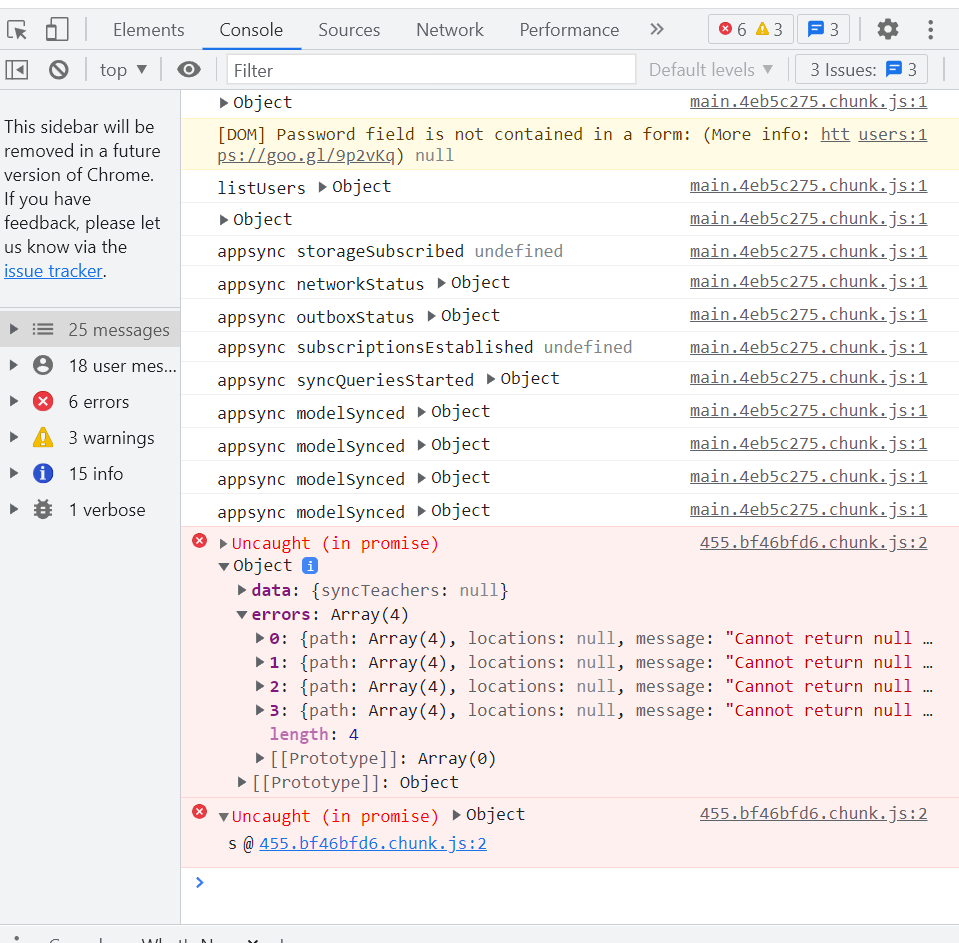 Elements Console Sources Network Performance 6 3 3
top Filter Default levels 3 Issues: 3
This sidebar will be
removed in a future
version of Chrome.
If you have
feedback, please let
us know via the
issue tracker.
25 messages
18 user mes...
6 errors
3 warnings
15 info
1 verbose
Object main.4eb5c275.chunk.js:1
[DOM] Password field is not contained in a form: (More info: htt users:1
ps://goo.gl/9p2vKq) null
listUsers Object main.4eb5c275.chunk.js:1
Object main.4eb5c275.chunk.js:1
appsync storageSubscribed undefined main.4eb5c275.chunk.js:1
appsync networkStatus Object main.4eb5c275.chunk.js:1
appsync outboxStatus Object main.4eb5c275.chunk.js:1
appsync subscriptionsEstablished undefined main.4eb5c275.chunk.js:1
appsync syncQueriesStarted Object main.4eb5c275.chunk.js:1
appsync modelSynced Object main.4eb5c275.chunk.js:1
appsync modelSynced Object main.4eb5c275.chunk.js:1
appsync modelSynced Object main.4eb5c275.chunk.js:1
appsync modelSynced Object main.4eb5c275.chunk.js:1
Uncaught (in promise) 455.bf46bfd6.chunk.js:2
Object i
data: {syncTeachers: null}
errors: Array(4)
0: {path: Array(4), locations: null, message: "Cannot return null …
1: {path: Array(4), locations: null, message: "Cannot return null …
2: {path: Array(4), locations: null, message: "Cannot return null …
3: {path: Array(4), locations: null, message: "Cannot return null …
length: 4
[[Prototype]]: Array(0)
[[Prototype]]: Object
Uncaught (in promise) Object 455.bf46bfd6.chunk.js:2
s @ 455.bf46bfd6.chunk.js:2